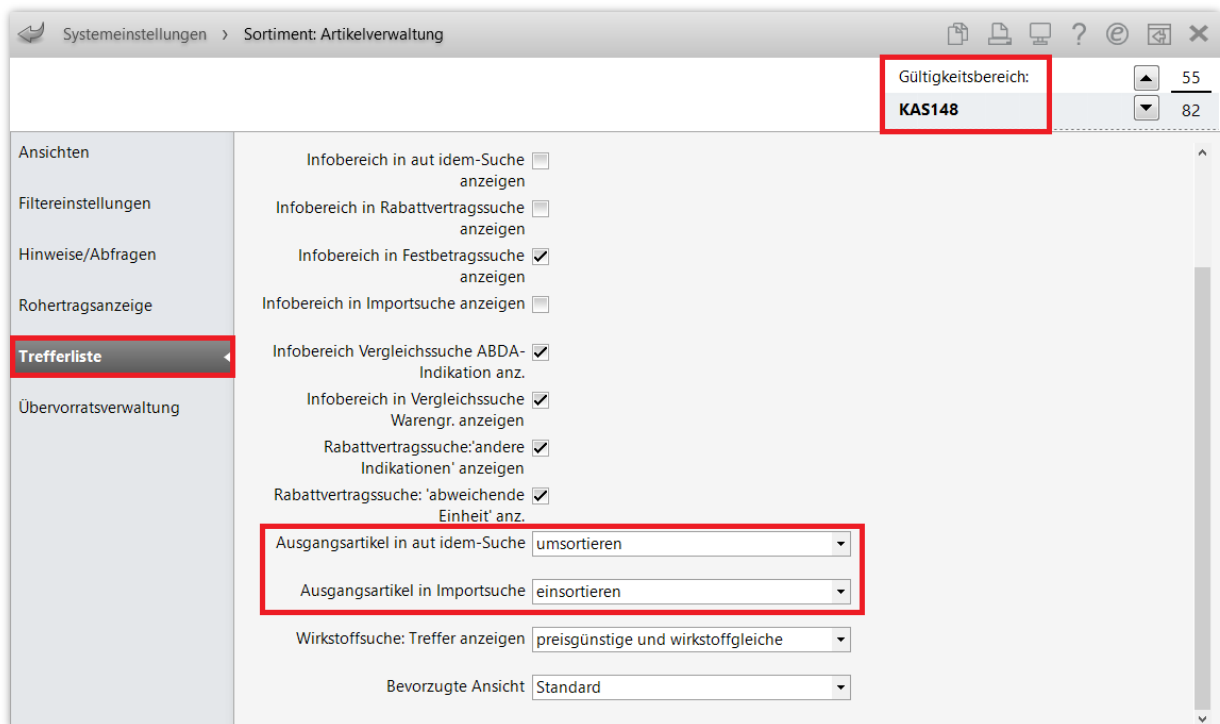 Systemeinstellungen › Sortiment: Artikelverwaltung
?
Gültigkeitsbereich:
55
KAS148
82
Ansichten
Filtereinstellungen
Hinweise/Abfragen
Rohertragsanzeige
Trefferliste
Übervorratsverwaltung
Infobereich in aut idem-Suche
anzeigen
Infobereich in Rabattvertragssuche
anzeigen
Infobereich in Festbetragssuche
anzeigen
Infobereich in Importsuche anzeigen
Infobereich Vergleichssuche ABDA-
Indikation anz.
Infobereich in Vergleichssuche
Warengr. anzeigen
Rabattvertragssuche:'andere
Indikationen' anzeigen
Rabattvertragssuche: 'abweichende
Einheit' anz.
Ausgangsartikel in aut idem-Suche umsortieren
Ausgangsartikel in Importsuche einsortieren
Wirkstoffsuche: Treffer anzeigen preisgünstige und wirkstoffgleiche
Bevorzugte Ansicht Standard